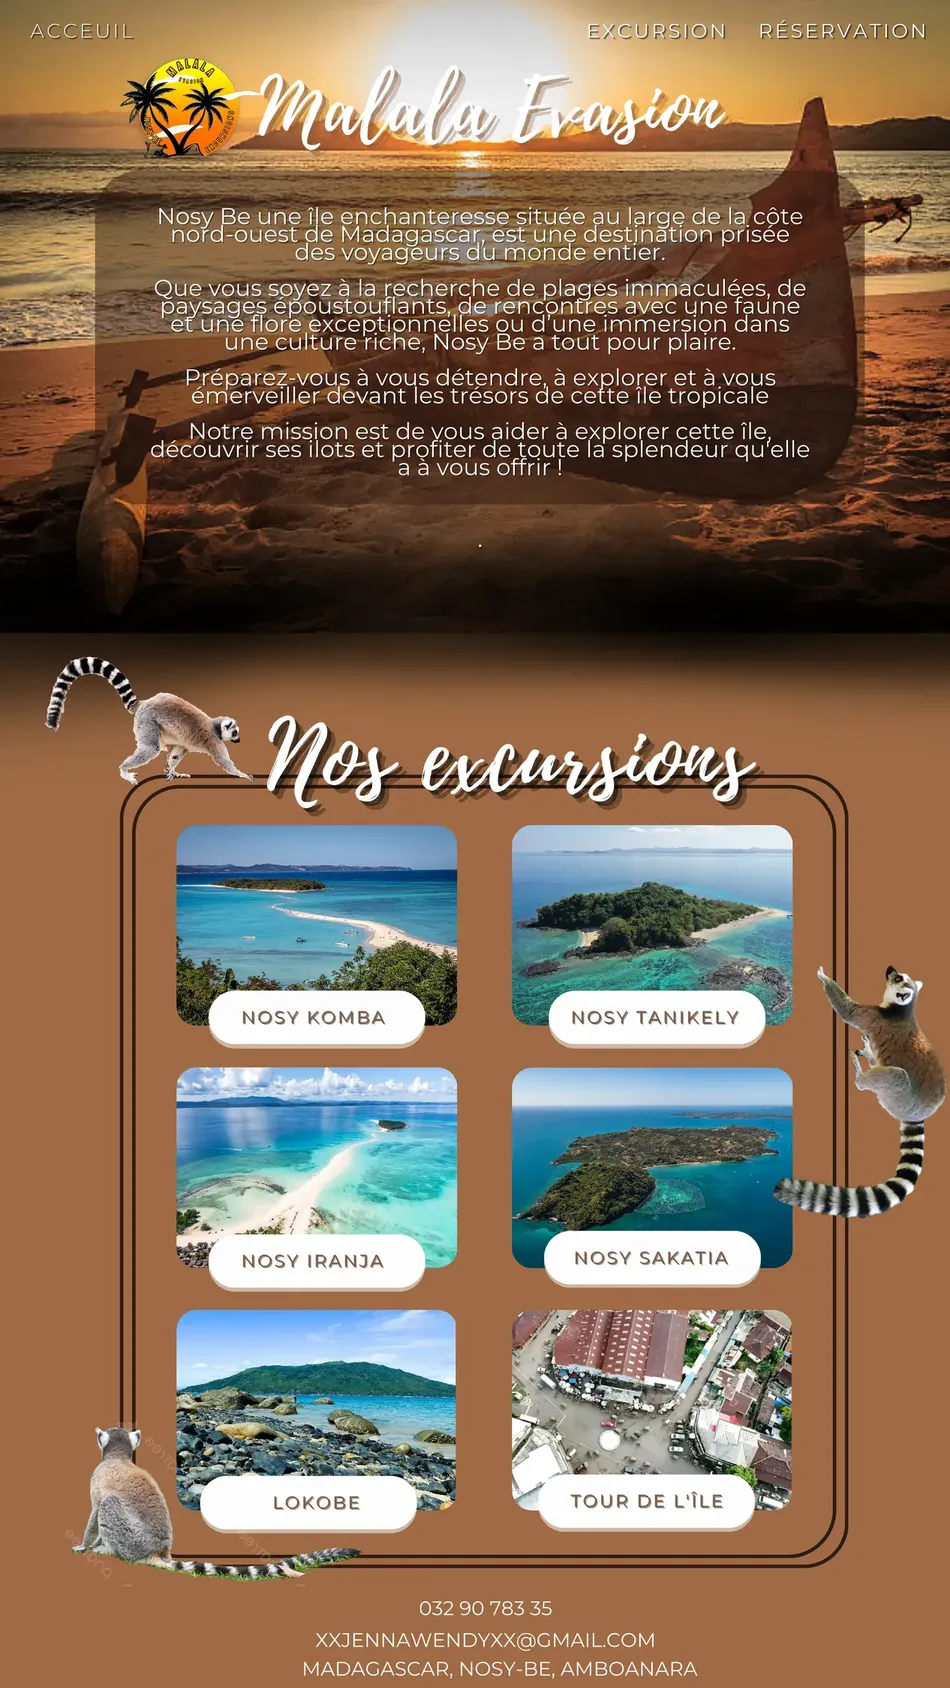 ACCEUIL
EXCURSION
RÉSERVATION
MALALA
EVASION
EXCURSIONS
Malala Evasion
Nosy Be une île enchanteresse située au large de la côte
nord-ouest de Madagascar, est une destination prisée
des voyageurs du monde entier.
Que vous soyez à la recherche de plages immaculées, de
paysages époustouflants, de rencontres avec une faune
et une flore exceptionnelles ou d'une immersion dans
une culture riche, Nosy Be a tout pour plaire.
Préparez-vous à vous détendre, à explorer et à vous
émerveiller devant les trésors de cette île tropicale
Notre mission est de vous aider à explorer cette île,
découvrir ses ilots et profiter de toute la splendeur qu'elle
a à vous offrir !
.
Nos excursions
NOSY KOMBA
NOSY TANIKELY
NOSY IRANJA
NOSY SAKATIA
LOKOBE
TOUR DE L'ÎLE
032 90 783 35
XXJENNAWENDYXX@GMAIL.COM
MADAGASCAR, NOSY-BE, AMBOANARA